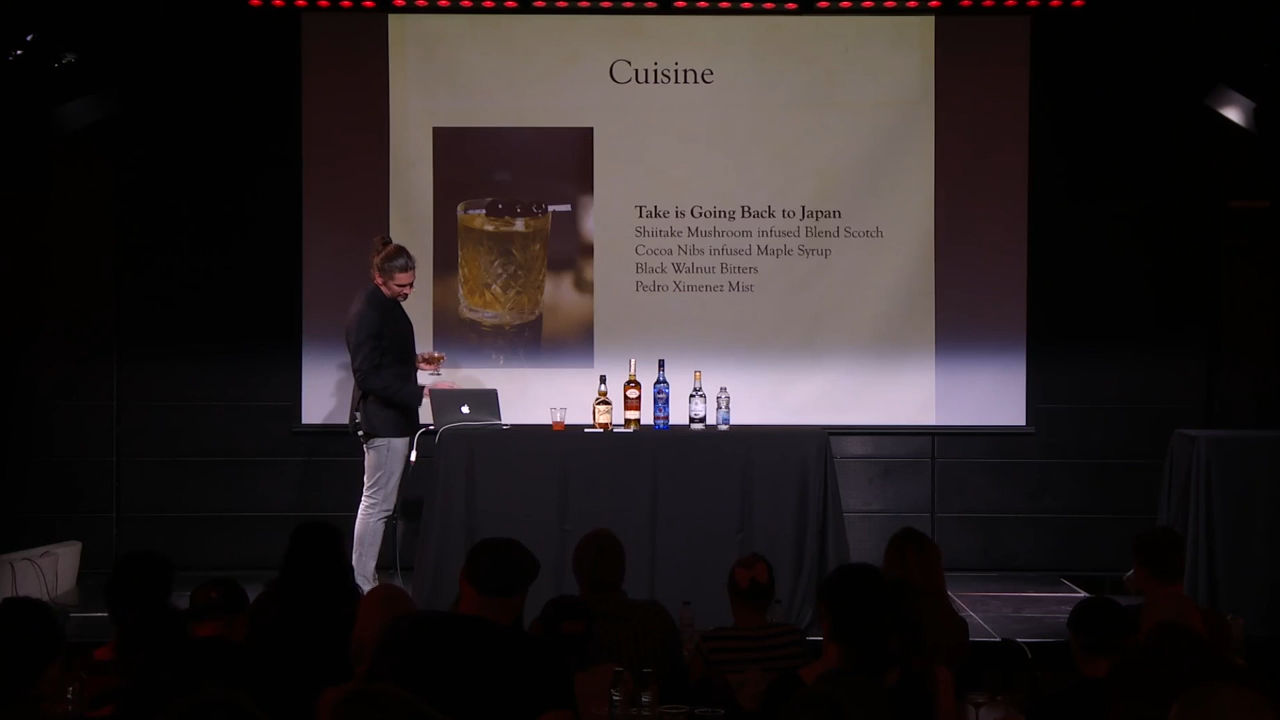 Cuisine
Take is Going Back to Japan
Shiitake Mushroom infused Blend Scotch
Cocoa Nibs infused Maple Syrup
Black Walnut Bitters
Pedro Ximenez Mist